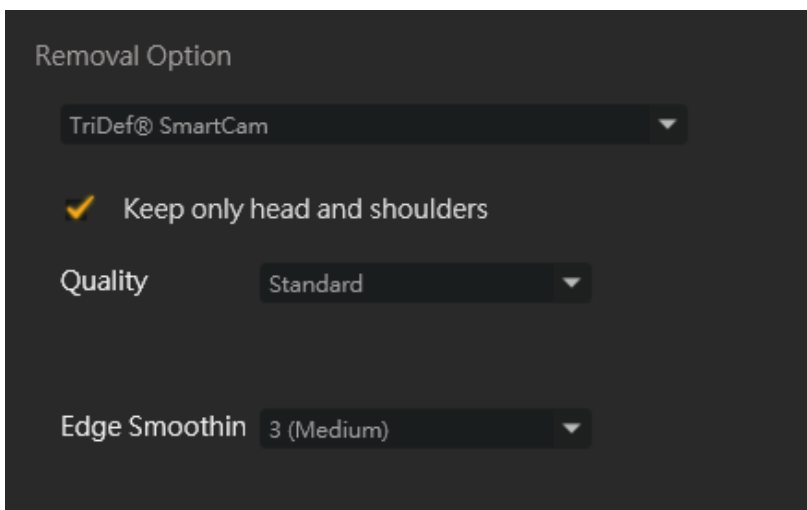 Removal Option
TriDef® SmartCam
Keep only head and shoulders
Quality Standard
Edge Smoothin 3 (Medium)